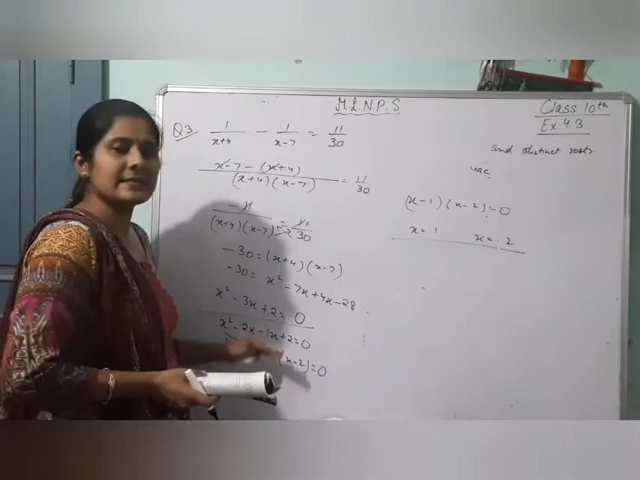 M.L.N.P.S
Class 10th
Ex 4.3
Q3 1/(x+4) - 1/(x-7) = 11/30
x-7-(x+4) / (x+4)(x-7) = 11/30
-11 / (x+4)(x-7) = 11/30
-30 = (x+4)(x-7)
-30 = x² - 7x + 4x - 28
x² - 3x + 2 = 0
x² - 2x - 1x + 2 = 0
(x-2) = 0
and distinct roots
4ac
(x-1)(x-2) = 0
x = 1 x = 2